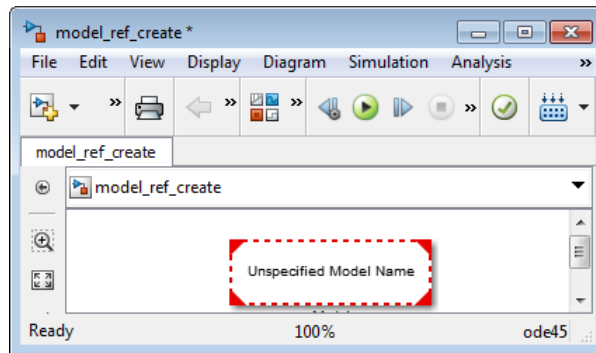 model_ref_create *
File Edit View Display Diagram Simulation Analysis »
» » » »
model_ref_create
model_ref_create
Unspecified Model Name
Ready 100% ode45